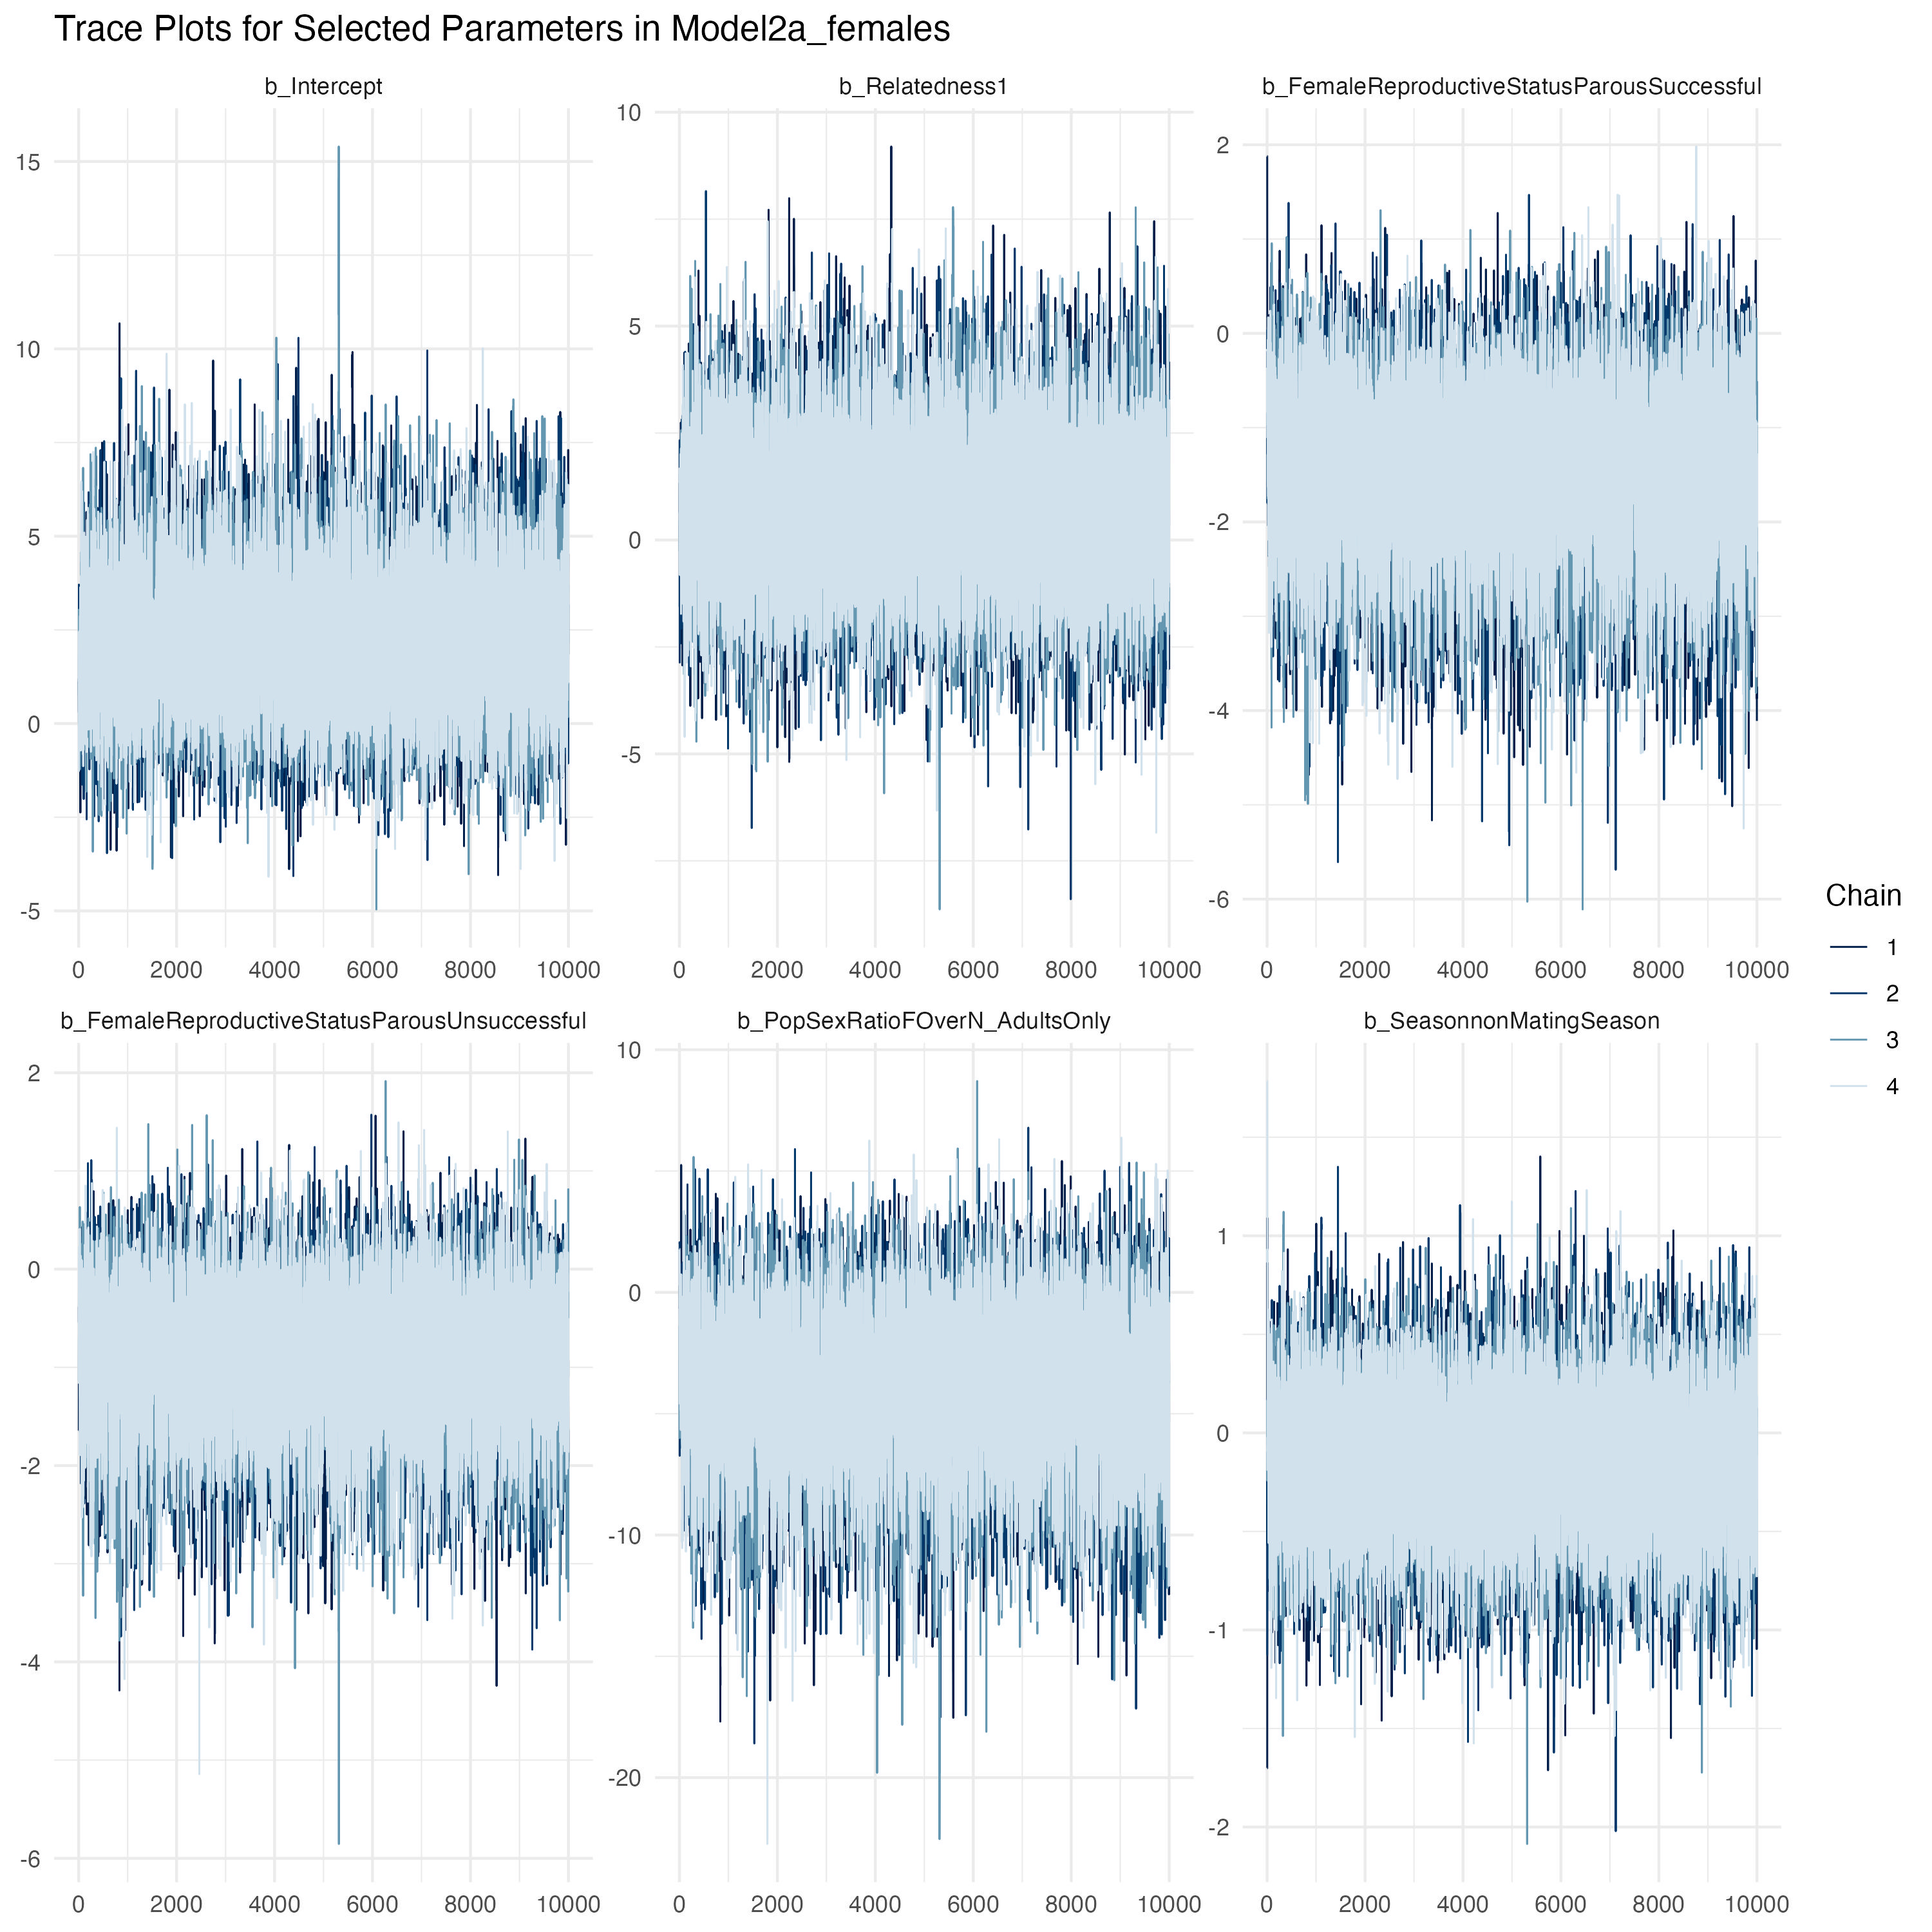 Trace Plots for Selected Parameters in Model2a_females
b_Intercept
b_Relatedness1
b_FemaleReproductiveStatusParousSuccessful
15
10
5
0
-5
0 2000 4000 6000 8000 10000
10
5
0
-5
0 2000 4000 6000 8000 10000
2
0
-2
-4
-6
0 2000 4000 6000 8000 10000
b_FemaleReproductiveStatusParousUnsuccessful
b_PopSexRatioFOverN_AdultsOnly
b_SeasonnonMatingSeason
2
0
-2
-4
-6
0 2000 4000 6000 8000 10000
10
0
-10
-20
0 2000 4000 6000 8000 10000
1
0
-1
-2
0 2000 4000 6000 8000 10000
Chain
1
2
3
4